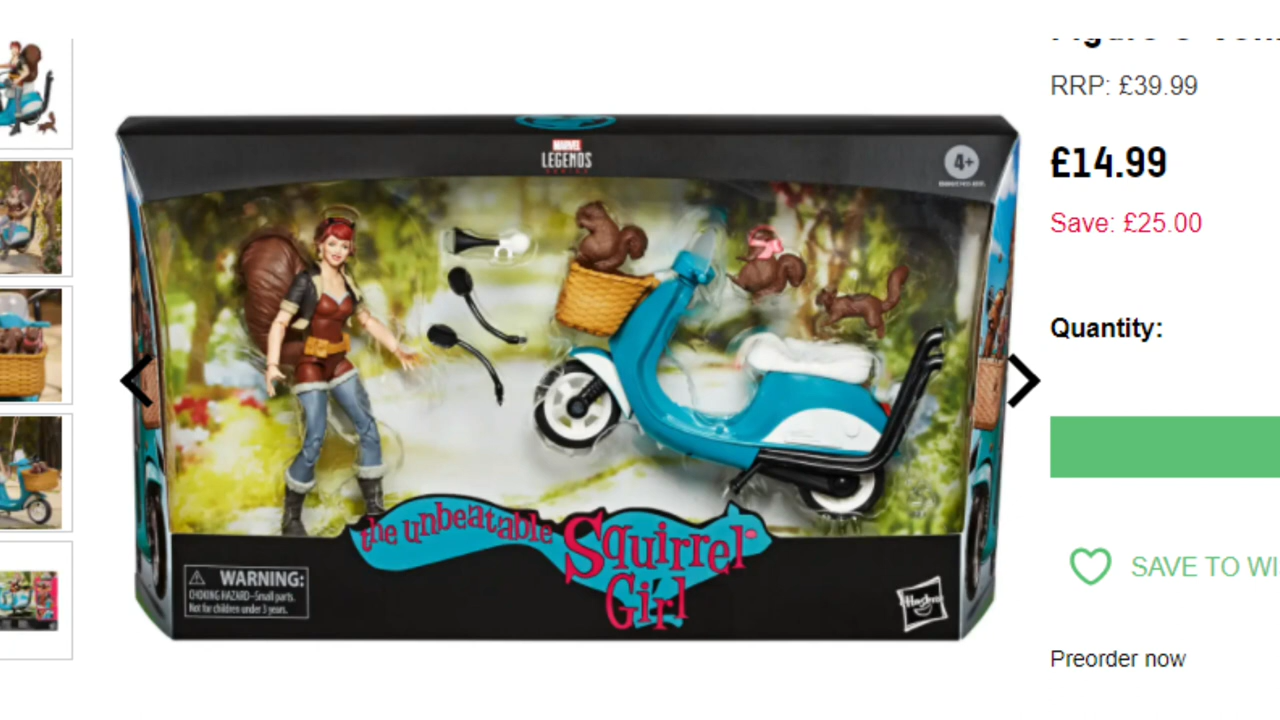 RRP: £39.99
£14.99
Save: £25.00
Quantity:
SAVE TO WI
Preorder now
MARVEL
LEGENDS
SERIES
4+
the unbeatable
Squirrel
Girl
WARNING:
CHOKING HAZARD–Small parts.
Not for children under 3 years.
Hasbro